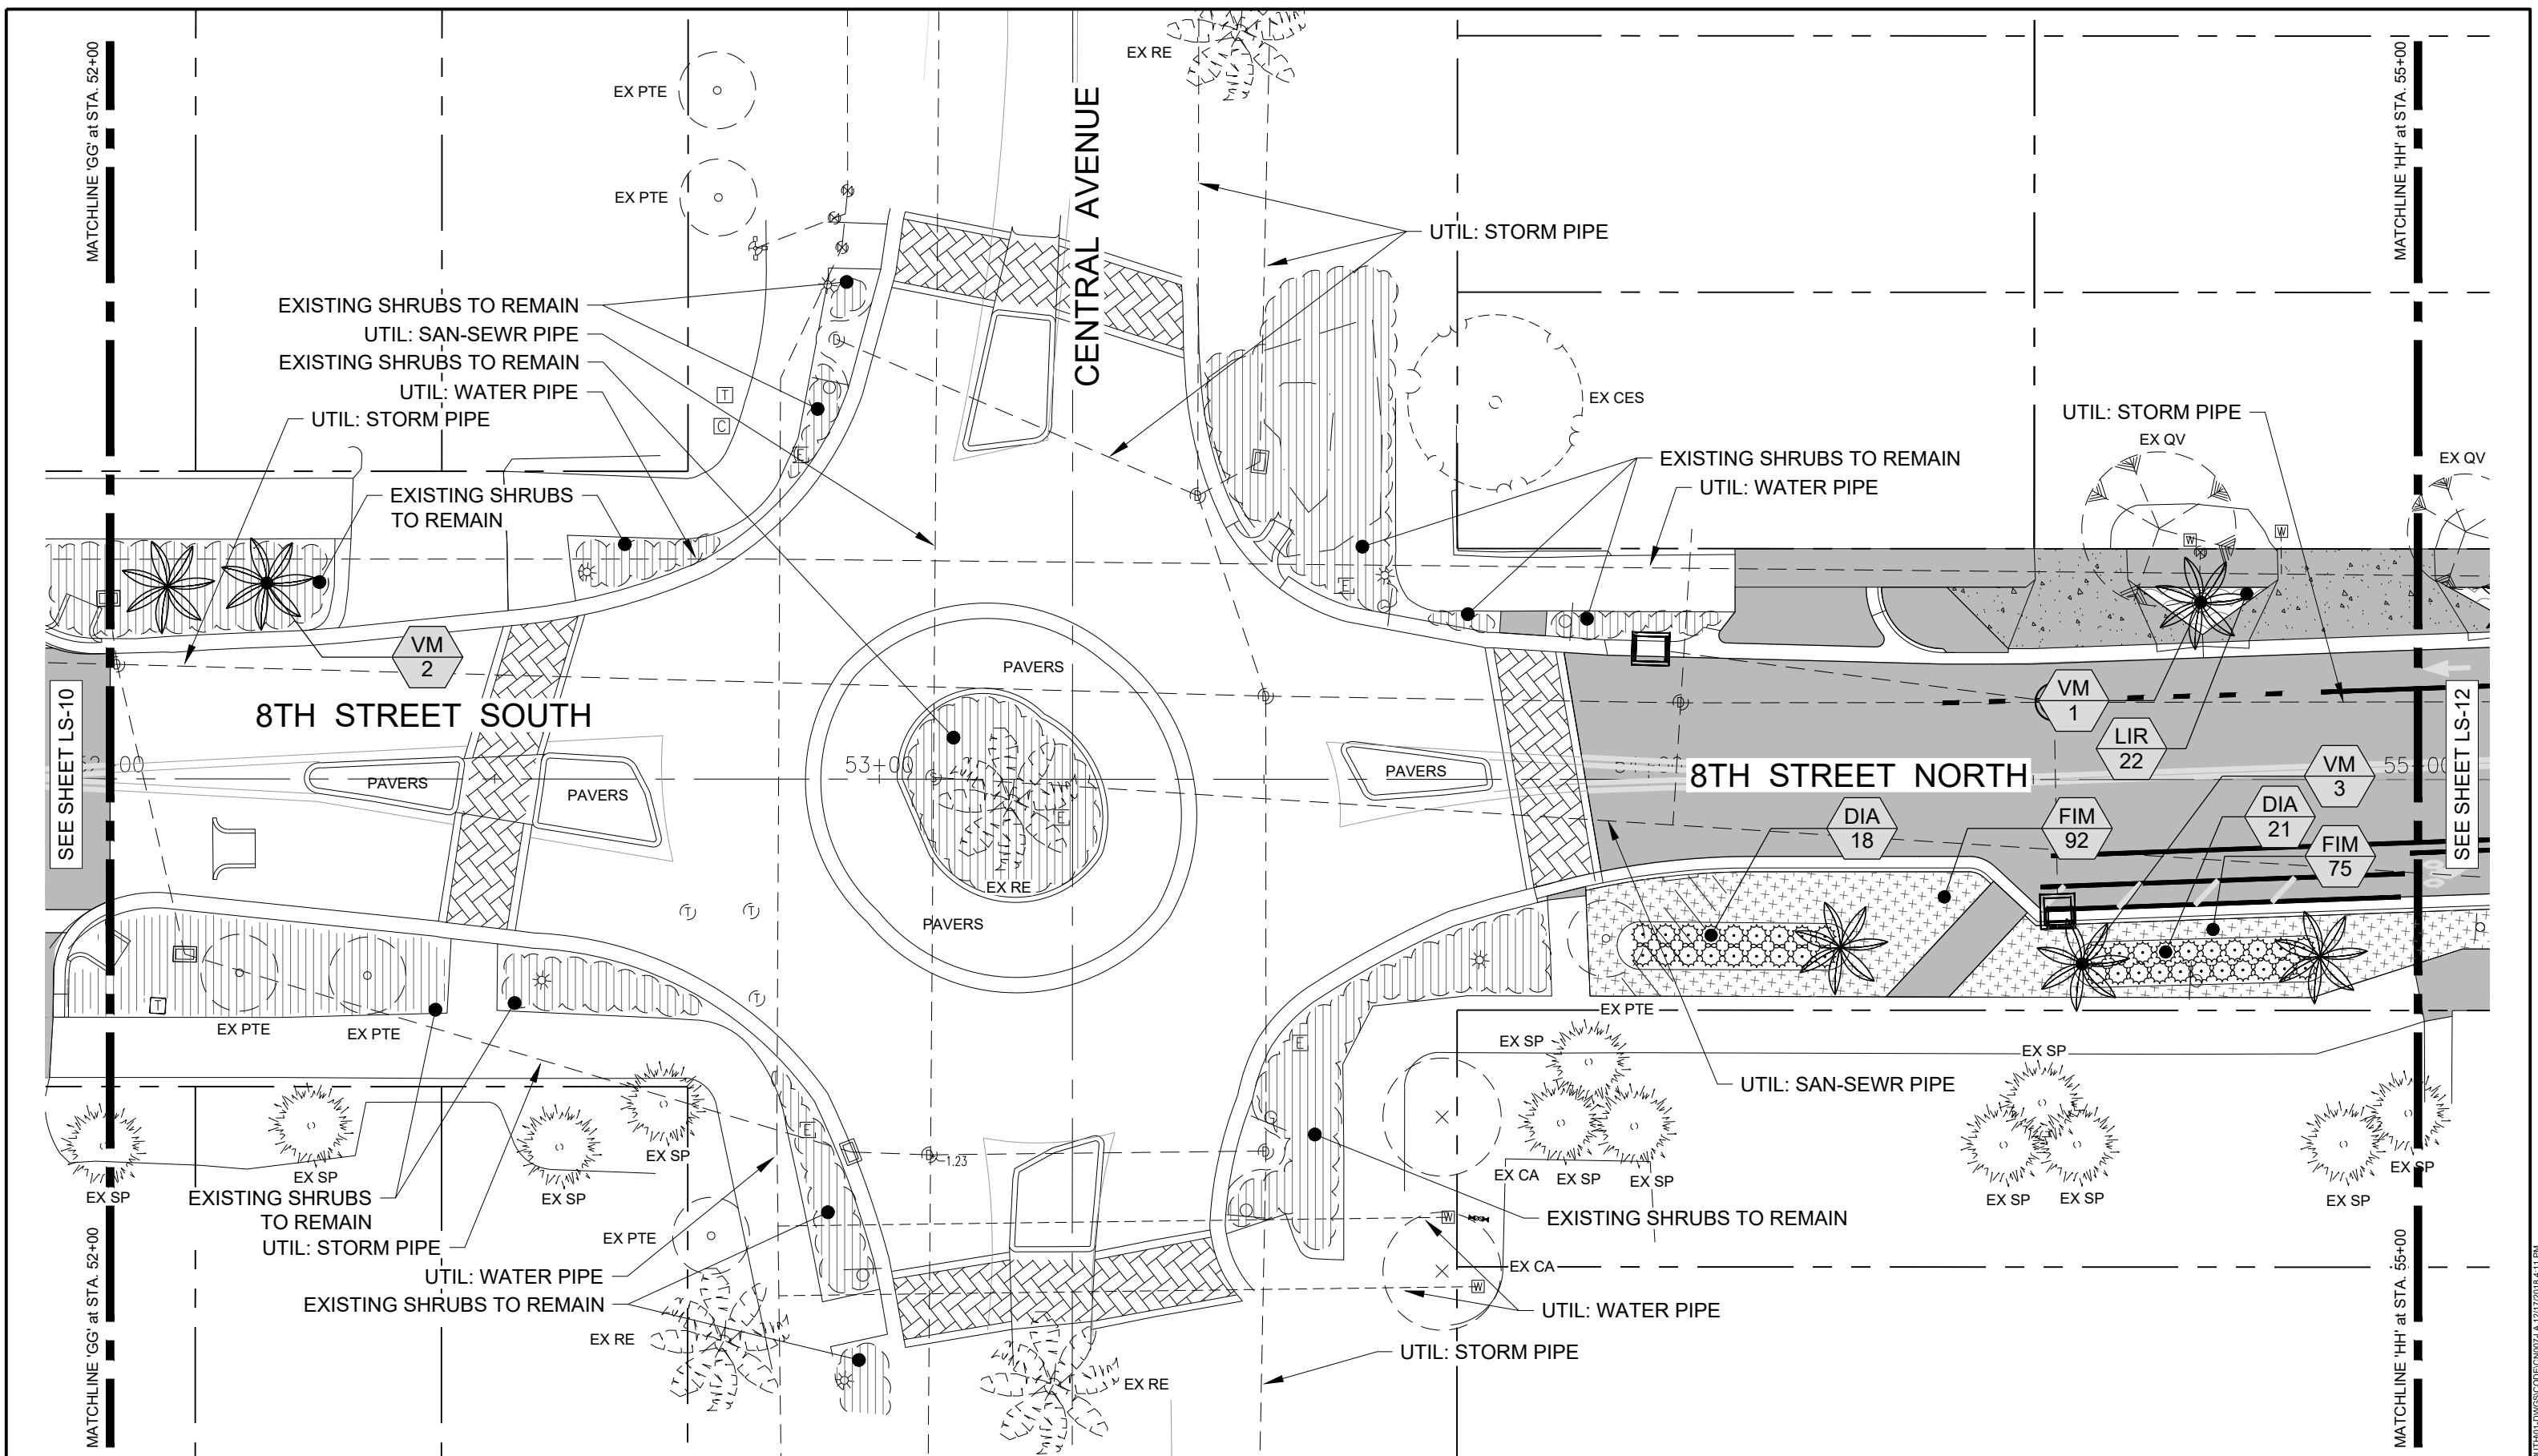 MATCHLINE 'GG' at STA. 52+00
EX PTE
EX PTE
EX RE
CENTRAL AVENUE
UTIL: STORM PIPE
MATCHLINE 'HH' at STA. 55+00
EXISTING SHRUBS TO REMAIN
UTIL: SAN-SEWR PIPE
EXISTING SHRUBS TO REMAIN
UTIL: WATER PIPE
UTIL: STORM PIPE
T
C
E
EX CES
UTIL: STORM PIPE
EX QV
EX QV
EXISTING SHRUBS TO REMAIN
UTIL: WATER PIPE
EXISTING SHRUBS
TO REMAIN
D
D
W
W
E
VM
2
D
D
D
PAVERS
8TH STREET SOUTH
SEE SHEET LS-10
PAVERS
PAVERS
53+00
S
E
EX RE
PAVERS
PAVERS
8TH STREET NORTH
VM
1
LIR
22
VM
3
55+00
SEE SHEET LS-12
DIA
18
FIM
92
DIA
21
FIM
75
T
T
T
T
EX PTE
EX PTE
EX PTE
E
EX SP
EX SP
UTIL: SAN-SEWR PIPE
E
D
1.23
D
EX SP
EX SP
EX SP
EX SP
EX CA
EX SP
EX SP
EX SP
EX SP
EX SP
EX SP
EXISTING SHRUBS
TO REMAIN
UTIL: STORM PIPE
EX PTE
W
EXISTING SHRUBS TO REMAIN
UTIL: WATER PIPE
EXISTING SHRUBS TO REMAIN
EX CA
W
UTIL: WATER PIPE
EX RE
UTIL: STORM PIPE
EX RE
MATCHLINE 'GG' at STA. 52+00
MATCHLINE 'HH' at STA. 55+00